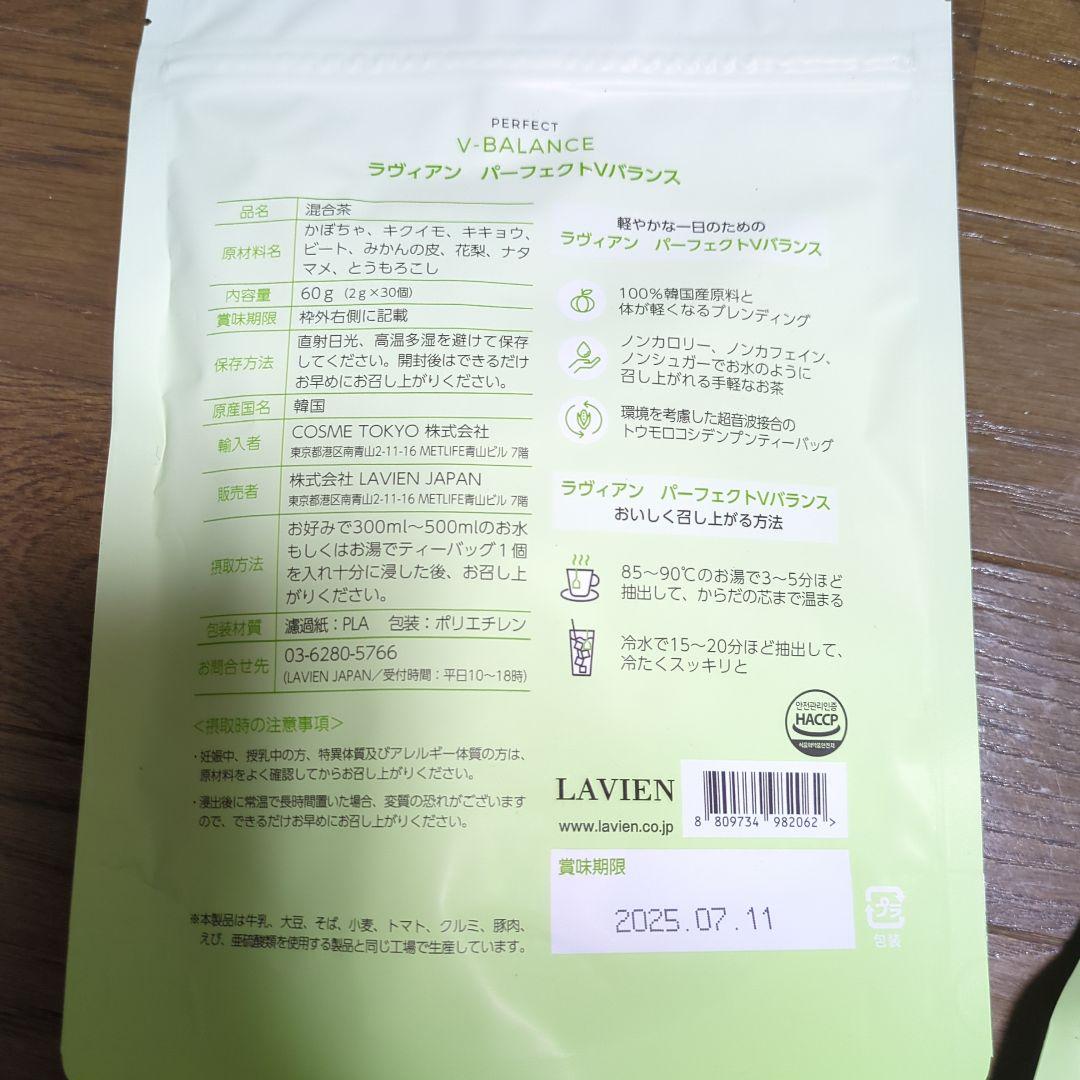 PERFECT
V-BALANCE
ラヴィアン パーフェクトVバランス
品名 混合茶
原材料名 かぼちゃ、キクイモ、キキョウ、
ビート、みかんの皮、花梨、ナタ
マメ、とうもろこし
内容量 60g (2g×30個)
賞味期限 枠外右側に記載
保存方法 直射日光、高温多湿を避けて保存
してください。開封後はできるだけ
お早めにお召し上がりください。
原産国名 韓国
輸入者 COSME TOKYO 株式会社
東京都港区南青山2-11-16 METLIFE青山ビル 7階
販売者 株式会社 LAVIEN JAPAN
東京都港区南青山2-11-16 METLIFE青山ビル 7階
摂取方法 お好みで300ml～500mlのお水
もしくはお湯でティーバッグ1個
を入れ十分に浸した後、お召し上
がりください。
包装材質 濾過紙：PLA 包装：ポリエチレン
お問合せ先 03-6280-5766
(LAVIEN JAPAN／受付時間：平日10～18時)
＜摂取時の注意事項＞
・妊娠中、授乳中の方、特異体質及びアレルギー体質の方は、
原材料をよく確認してからお召し上がりください。
・浸出後に常温で長時間置いた場合、変質の恐れがございます
ので、できるだけお早めにお召し上がりください。
※本製品は牛乳、大豆、そば、小麦、トマト、クルミ、豚肉、
えび、亜硫酸類を使用する製品と同じ工場で生産しています。
軽やかな一日のための
ラヴィアン パーフェクトVバランス
100%韓国産原料と
体が軽くなるブレンディング
ノンカロリー、ノンカフェイン、
ノンシュガーでお水のように
召し上がれる手軽なお茶
環境を考慮した超音波接合の
トウモロコシデンプンティーバッグ
ラヴィアン パーフェクトVバランス
おいしく召し上がる方法
85～90℃のお湯で3～5分ほど
抽出して、からだの芯まで温まる
冷水で15～20分ほど抽出して、
冷たくスッキリと
안전관리인증
HACCP
식품의약품안전처
LAVIEN
www.lavien.co.jp
8 809734 982062 >
賞味期限
2025.07.11
プラ
包装